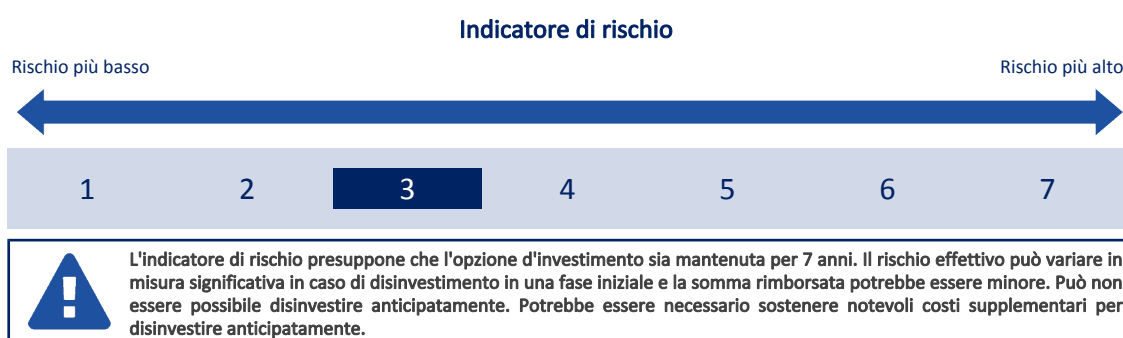 Indicatore di rischio
Rischio più basso
Rischio più alto
1 2 3 4 5 6 7
L'indicatore di rischio presuppone che l'opzione d'investimento sia mantenuta per 7 anni. Il rischio effettivo può variare in
misura significativa in caso di disinvestimento in una fase iniziale e la somma rimborsata potrebbe essere minore. Può non
essere possibile disinvestire anticipatamente. Potrebbe essere necessario sostenere notevoli costi supplementari per
disinvestire anticipatamente.